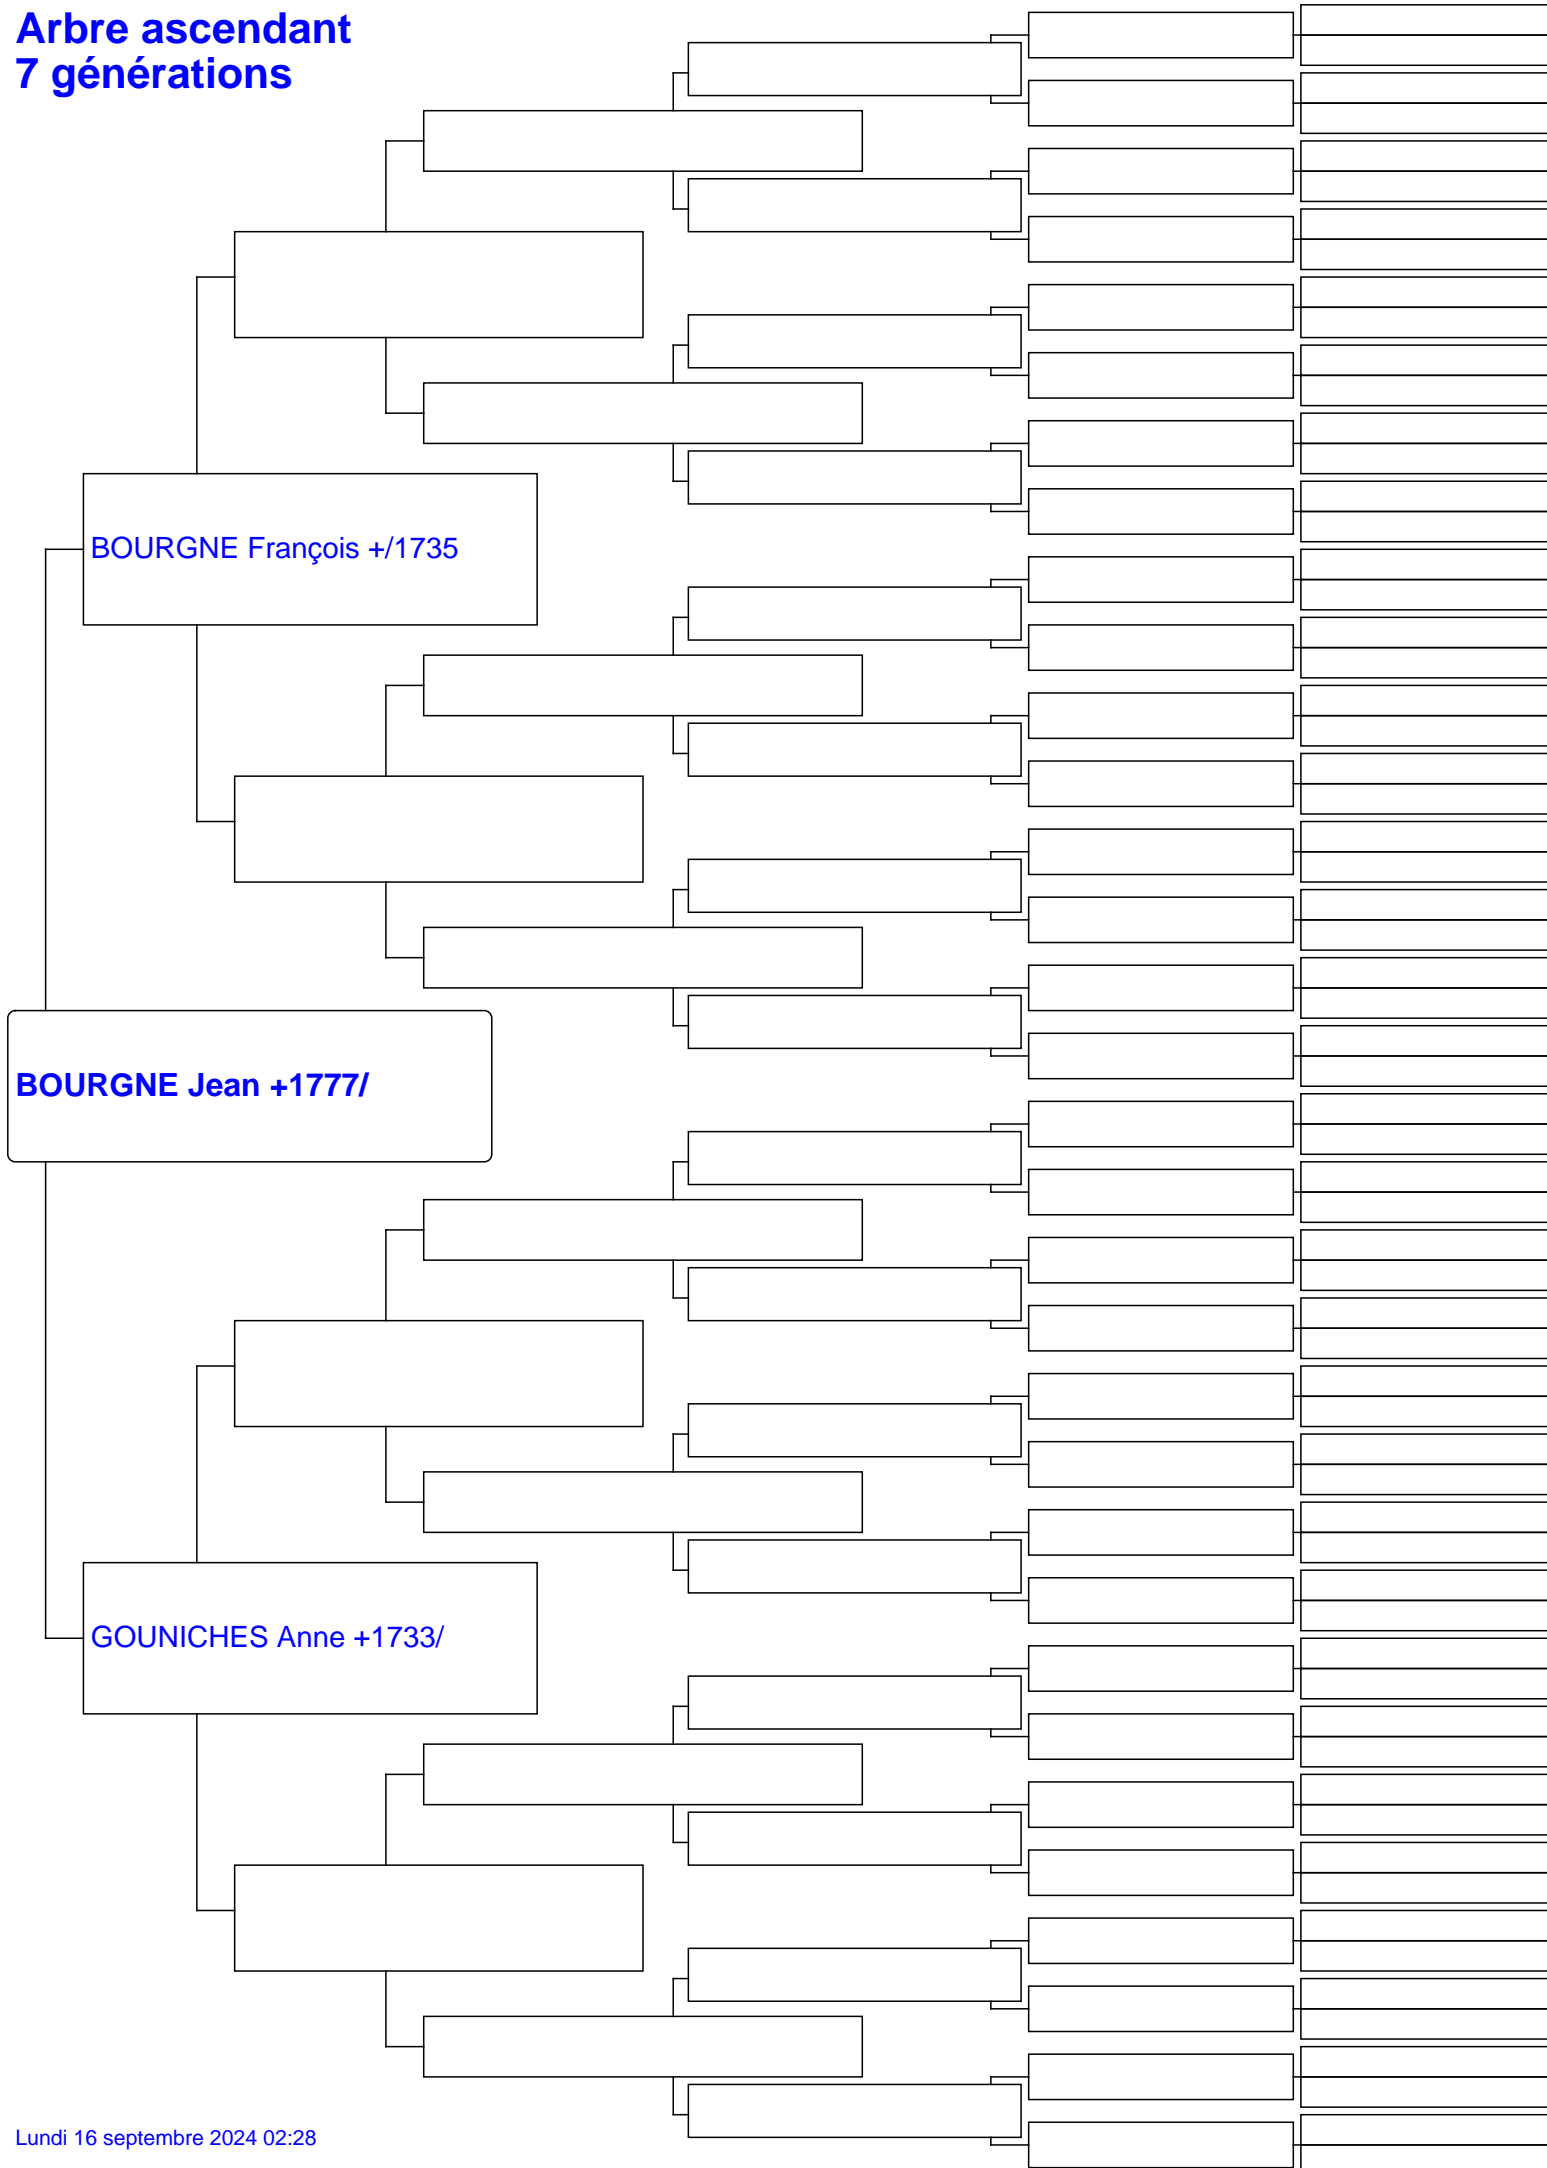 Arbre ascendant
7 générations
BOURGNE François +/1735
BOURGNE Jean +1777/
GOUNICHES Anne +1733/
Lundi 16 septembre 2024 02:28